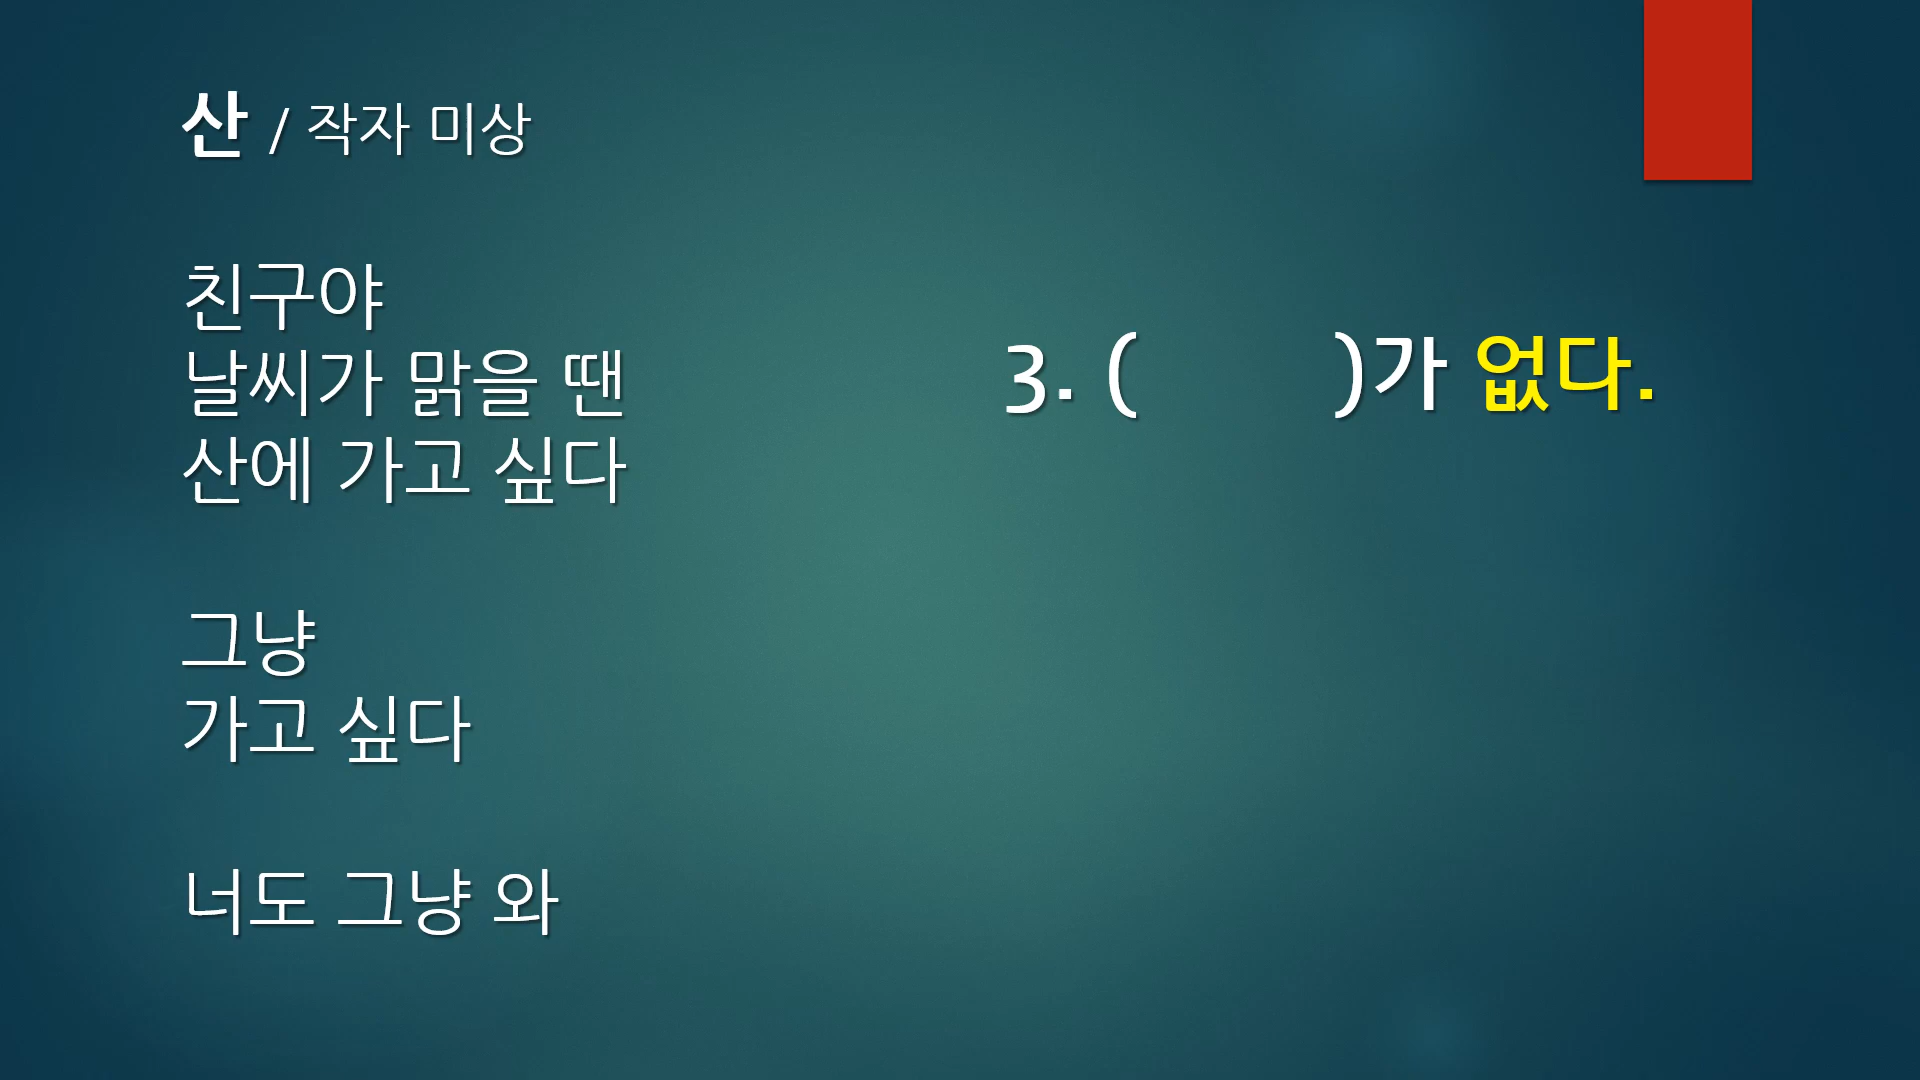 산 / 작자 미상
친구야
날씨가 맑을 땐
산에 가고 싶다
그냥
가고 싶다
너도 그냥 와
3. (          )가 없다.